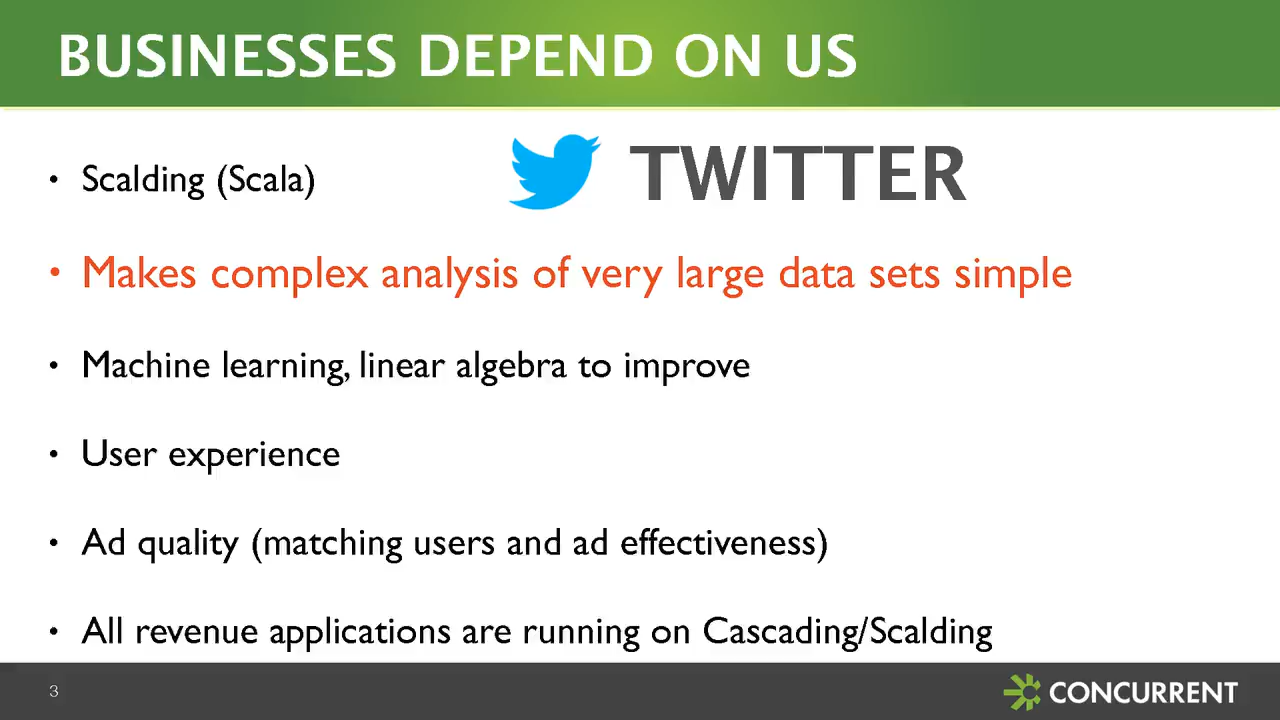 BUSINESSES DEPEND ON US
• Scalding (Scala)
TWITTER
• Makes complex analysis of very large data sets simple
• Machine learning, linear algebra to improve
• User experience
• Ad quality (matching users and ad effectiveness)
• All revenue applications are running on Cascading/Scalding
3
CONCURRENT